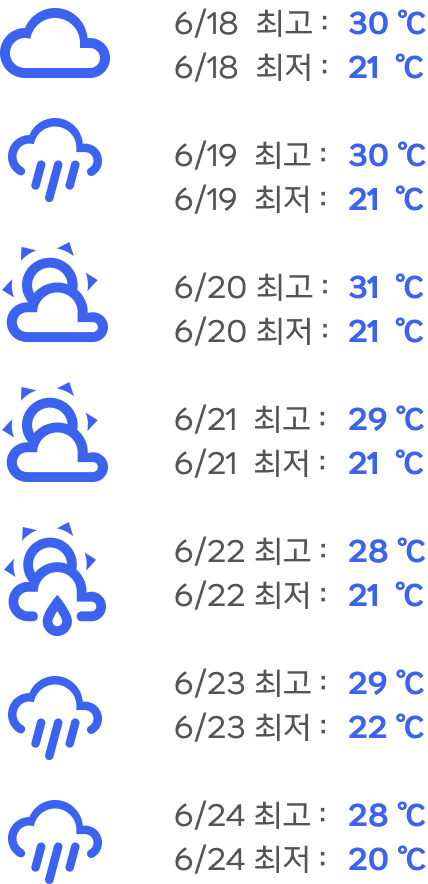 6/18 최고 : 30 ℃
6/18 최저 : 21 ℃
6/19 최고 : 30 ℃
6/19 최저 : 21 ℃
6/20 최고 : 31 ℃
6/20 최저 : 21 ℃
6/21 최고 : 29 ℃
6/21 최저 : 21 ℃
6/22 최고 : 28 ℃
6/22 최저 : 21 ℃
6/23 최고 : 29 ℃
6/23 최저 : 22 ℃
6/24 최고 : 28 ℃
6/24 최저 : 20 ℃